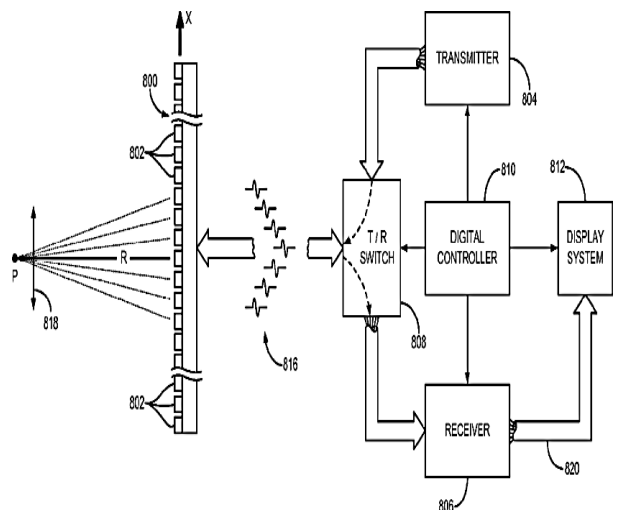 X
800
802
TRANSMITTER
804
810
812
T / R
SWITCH
DIGITAL
CONTROLLER
DISPLAY
SYSTEM
R
P
818
808
816
802
RECEIVER
820
806